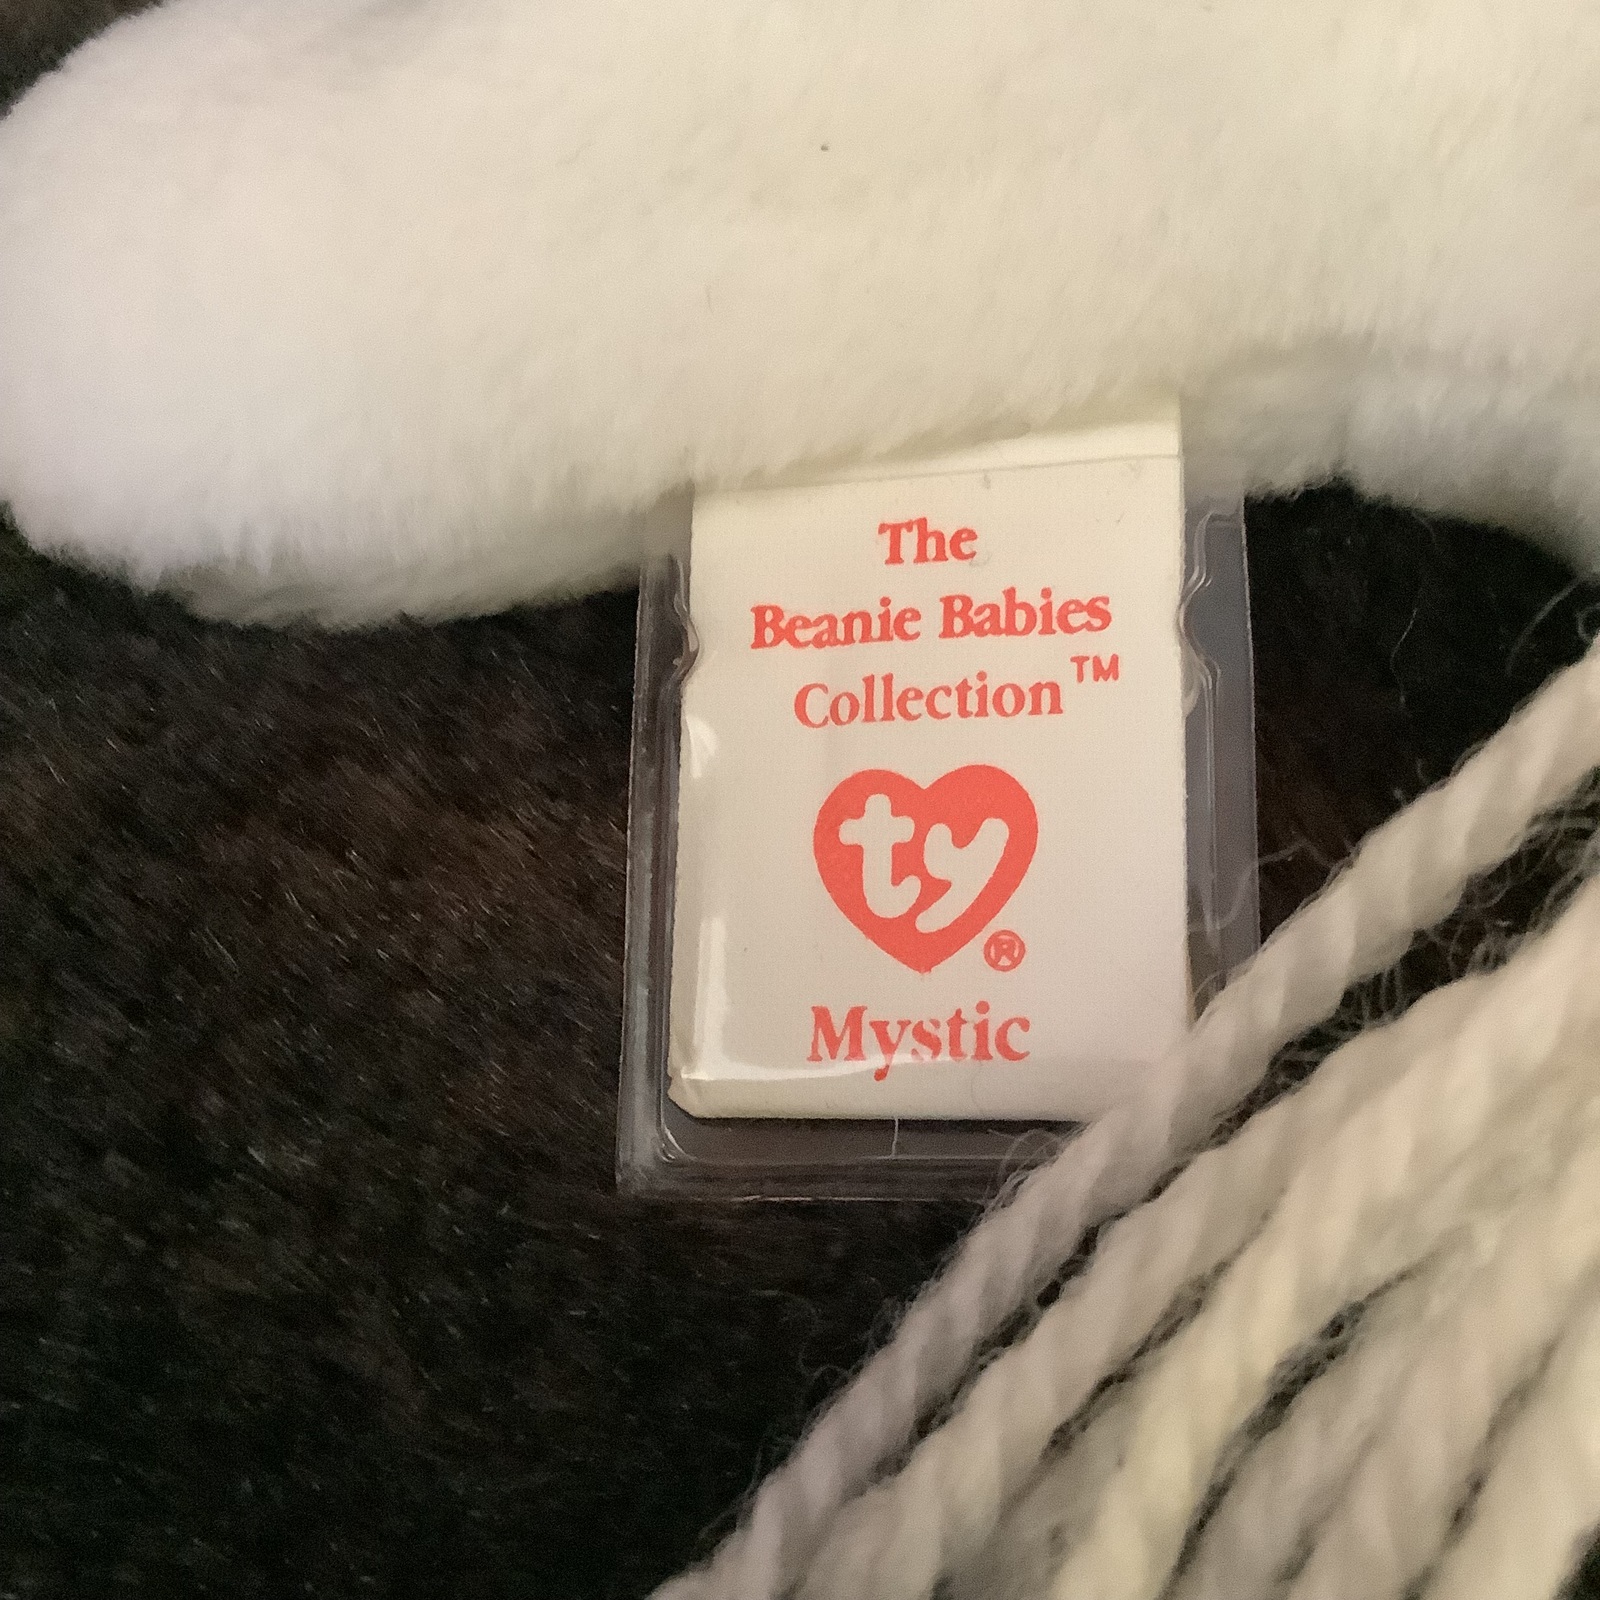 The
Beanie Babies
Collection™
ty®
Mystic